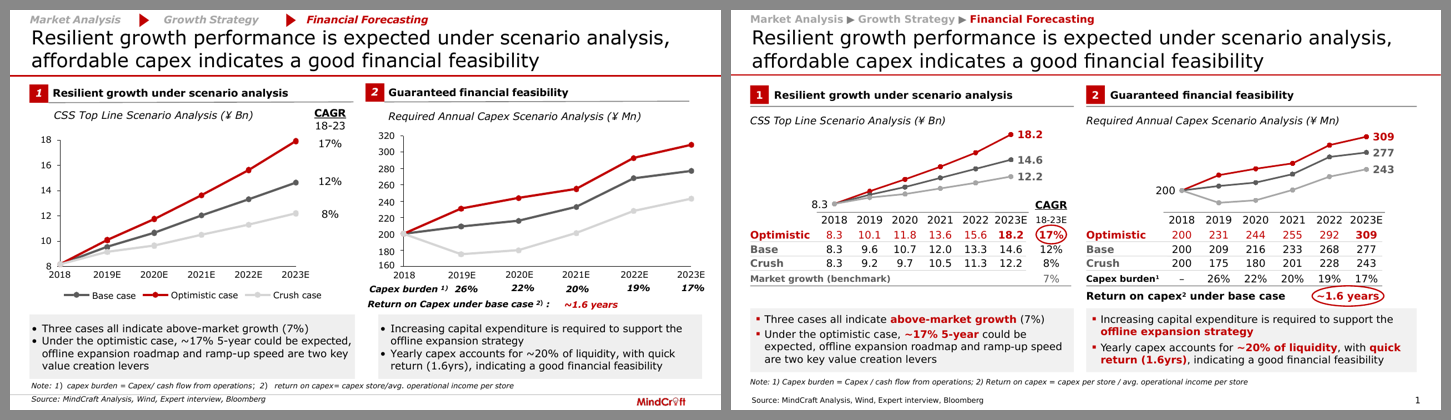 Market Analysis Growth Strategy Financial Forecasting
Resilient growth performance is expected under scenario analysis,
affordable capex indicates a good financial feasibility
1 Resilient growth under scenario analysis
CSS Top Line Scenario Analysis (¥ Bn)
CAGR
18-23
18
16
14
12
10
8
17%
12%
8%
2018 2019E 2020E 2021E 2022E 2023E
Base case Optimistic case Crush case
• Three cases all indicate above-market growth (7%)
• Under the optimistic case, ~17% 5-year could be expected,
offline expansion roadmap and ramp-up speed are two key
value creation levers
2 Guaranteed financial feasibility
Required Annual Capex Scenario Analysis (¥ Mn)
320
300
280
260
240
220
200
180
160
2018 2019E 2020E 2021E 2022E 2023E
Capex burden 1) 26% 22% 20% 19% 17%
Return on Capex under base case 2) : ~1.6 years
• Increasing capital expenditure is required to support the
offline expansion strategy
• Yearly capex accounts for ~20% of liquidity, with quick
return (1.6yrs), indicating a good financial feasibility
Note: 1) capex burden = Capex/ cash flow from operations; 2) return on capex= capex store/avg. operational income per store
Source: MindCraft Analysis, Wind, Expert interview, Bloomberg
MindCraft
Market Analysis ▶ Growth Strategy ▶ Financial Forecasting
Resilient growth performance is expected under scenario analysis,
affordable capex indicates a good financial feasibility
1 Resilient growth under scenario analysis
CSS Top Line Scenario Analysis (¥ Bn)
18.2
14.6
12.2
8.3
CAGR
2018 2019 2020 2021 2022 2023E 18-23E
Optimistic 8.3 10.1 11.8 13.6 15.6 18.2 17%
Base 8.3 9.6 10.7 12.0 13.3 14.6 12%
Crush 8.3 9.2 9.7 10.5 11.3 12.2 8%
Market growth (benchmark) 7%
▪ Three cases all indicate above-market growth (7%)
▪ Under the optimistic case, ~17% 5-year could be
expected, offline expansion roadmap and ramp-up speed
are two key value creation levers
2 Guaranteed financial feasibility
Required Annual Capex Scenario Analysis (¥ Mn)
309
277
243
200
2018 2019 2020 2021 2022 2023E
Optimistic 200 231 244 255 292 309
Base 200 209 216 233 268 277
Crush 200 175 180 201 228 243
Capex burden¹ – 26% 22% 20% 19% 17%
Return on capex² under base case ~1.6 years
▪ Increasing capital expenditure is required to support the
offline expansion strategy
▪ Yearly capex accounts for ~20% of liquidity, with quick
return (1.6yrs), indicating a good financial feasibility
Note: 1) Capex burden = Capex / cash flow from operations; 2) Return on capex = capex per store / avg. operational income per store
Source: MindCraft Analysis, Wind, Expert interview, Bloomberg
1